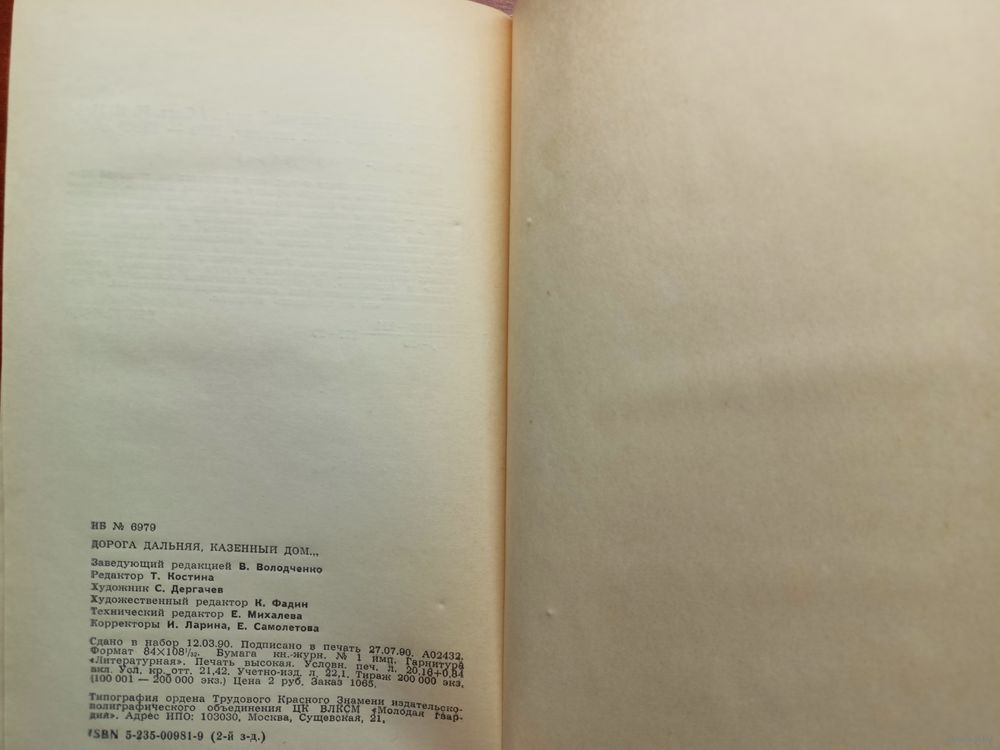 ИБ № 6979
ДОРОГА ДАЛЬНЯЯ, КАЗЕННЫЙ ДОМ...
Заведующий редакцией В. Володченко
Редактор Т. Костина
Художник С. Дергачев
Художественный редактор К. Фадин
Технический редактор Е. Михалева
Корректоры И. Ларина, Е. Самолетова
Сдано в набор 12.03.90. Подписано в печать 27.07.90. А02432.
Формат 84×108¹/₃₂. Бумага кн.-журн. № 1 имп. Гарнитура
«Литературная». Печать высокая. Условн. печ. л. 20,16+0,84
вкл. Усл. кр.-отт. 21,42. Учетно-изд. л. 22,1. Тираж 200 000 экз.
(100 001 — 200 000 экз.) Цена 2 руб. Заказ 1065.
Типография ордена Трудового Красного Знамени издательско-
полиграфического объединения ЦК ВЛКСМ «Молодая гвар-
дия». Адрес ИПО: 103030, Москва, Сущевская, 21.
ISBN 5-235-00981-9 (2-й з-д.)